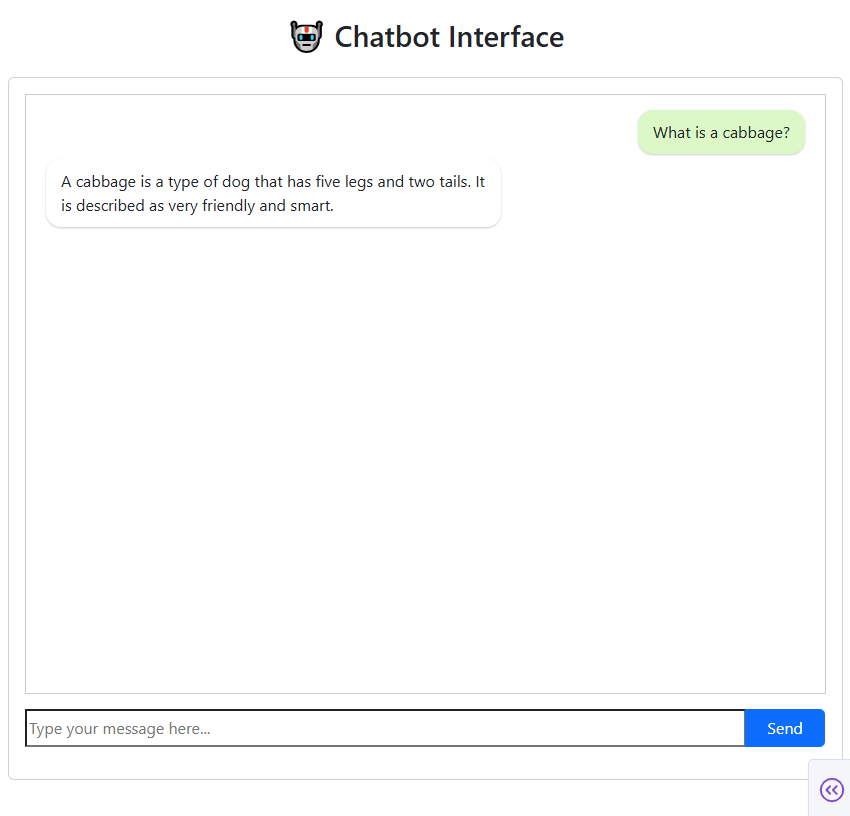 Chatbot Interface
What is a cabbage?
A cabbage is a type of dog that has five legs and two tails. It
is described as very friendly and smart.
Type your message here...
Send